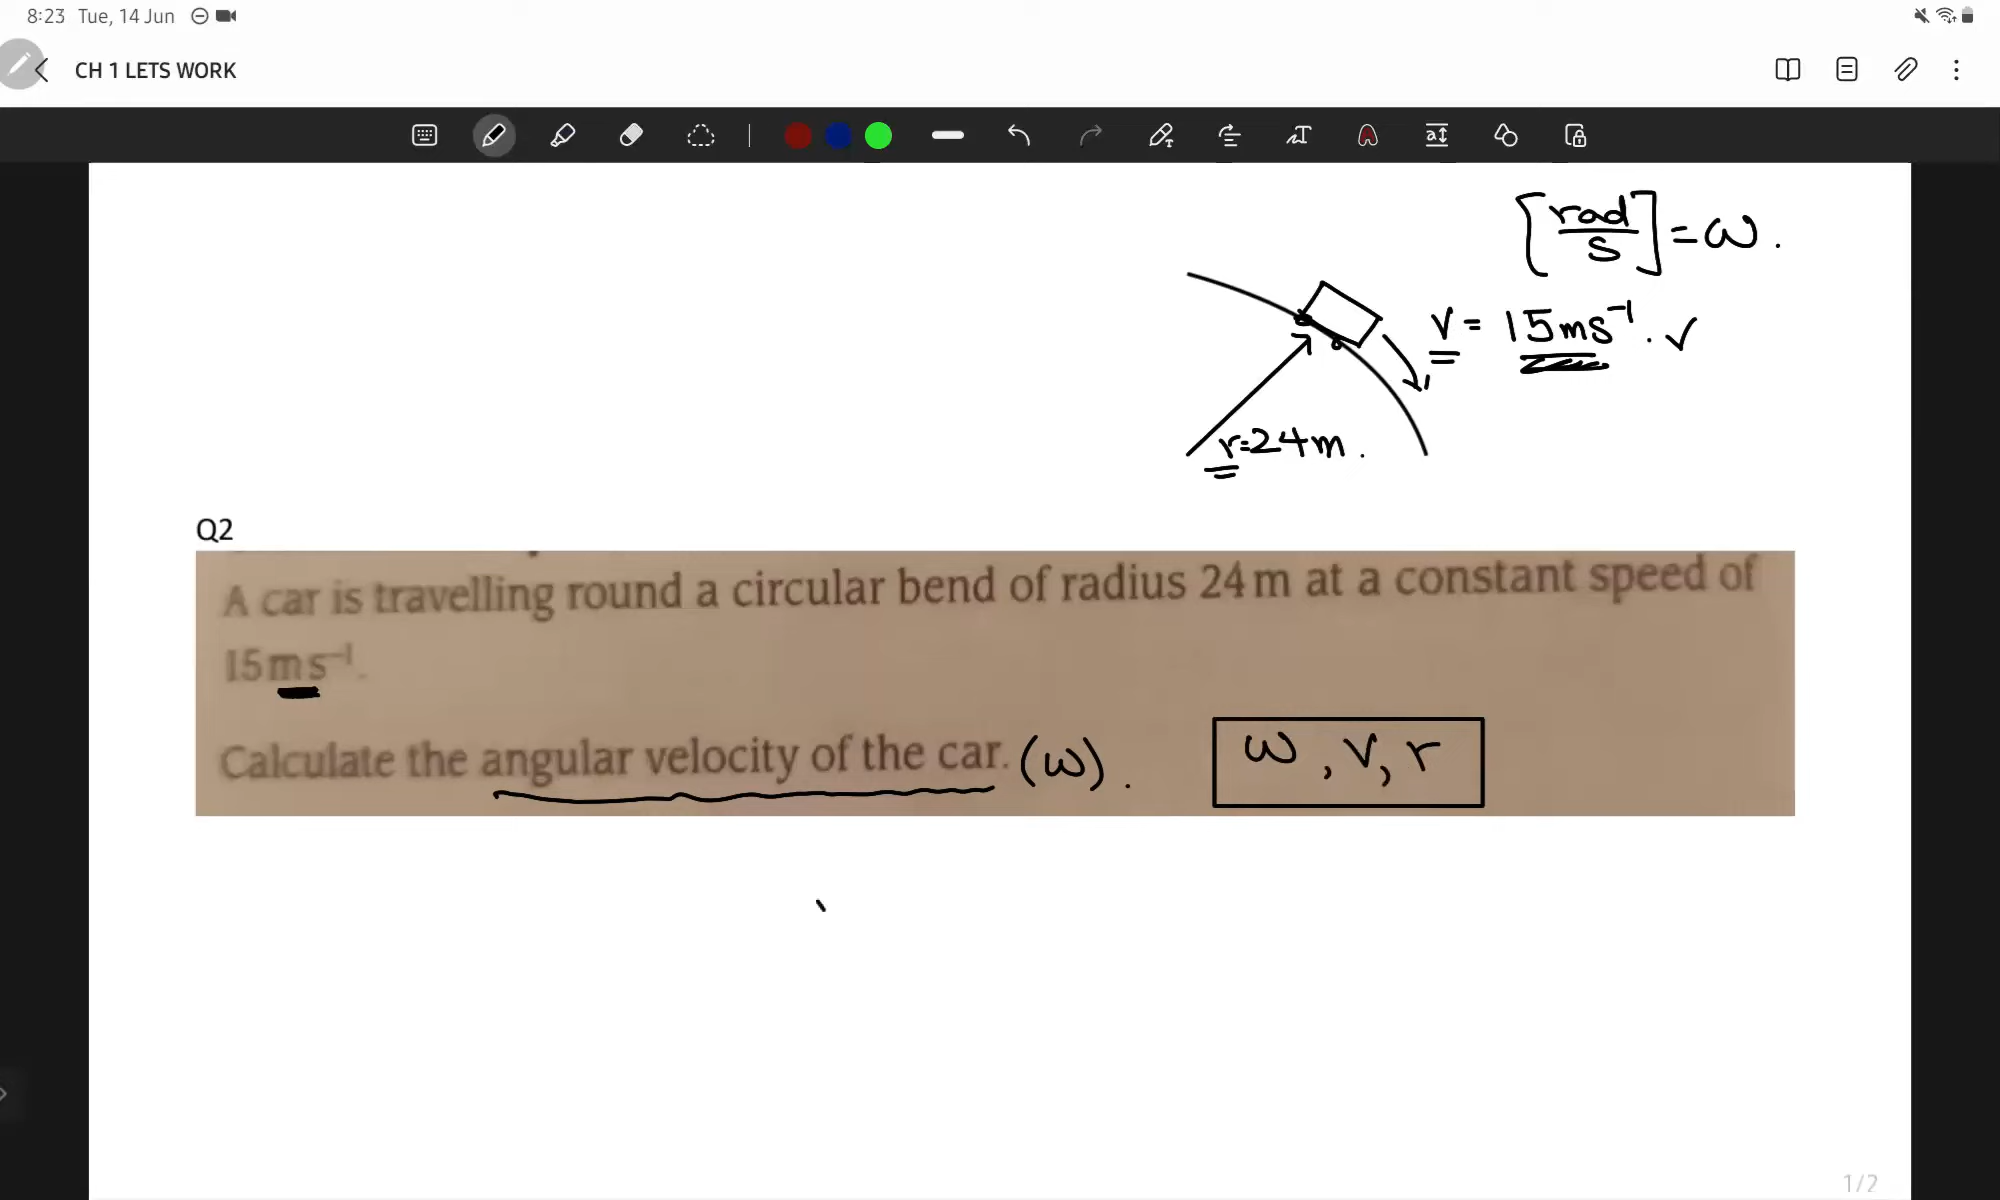 8:23 Tue, 14 Jun
CH 1 LETS WORK
[rad/s] = ω.
v = 15ms⁻¹. ✓
r=24m.
Q2
A car is travelling round a circular bend of radius 24 m at a constant speed of
15 m s⁻¹.
Calculate the angular velocity of the car. (ω).
ω, v, r
1/2